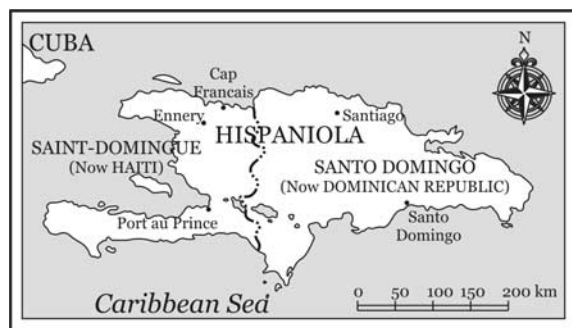 CUBA
N
Cap
Francais
Ennery
Santiago
HISPANIOLA
SAINT-DOMINGUE
(Now HAITI)
SANTO DOMINGO
(Now DOMINICAN REPUBLIC)
Port au Prince
Santo
Domingo
Caribbean Sea
0 50 100 150 200 km